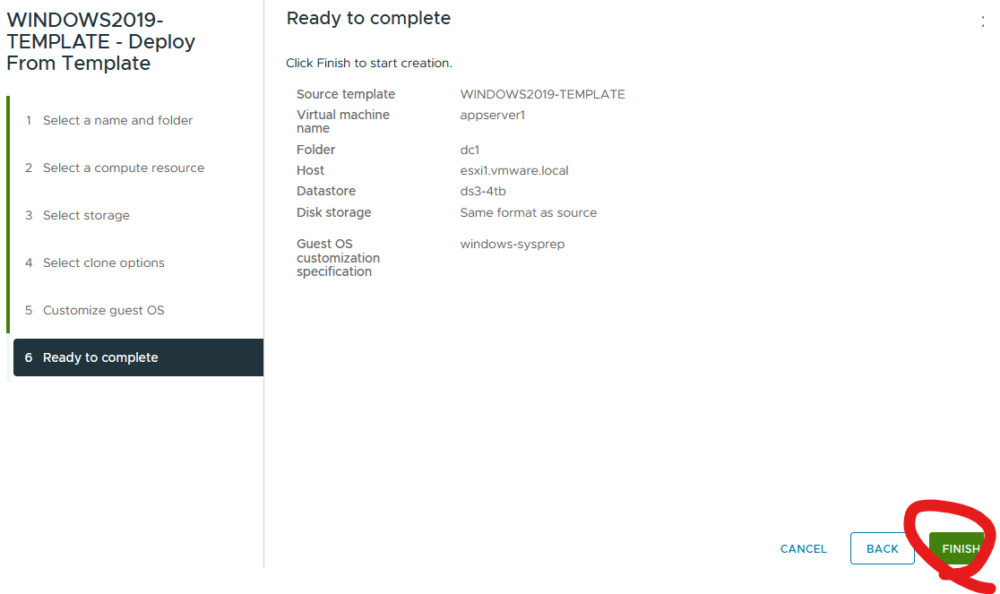 WINDOWS2019-
TEMPLATE - Deploy
From Template
1 Select a name and folder
2 Select a compute resource
3 Select storage
4 Select clone options
5 Customize guest OS
6 Ready to complete
Ready to complete
Click Finish to start creation.
Source template WINDOWS2019-TEMPLATE
Virtual machine appserver1
name
Folder dc1
Host esxi1.vmware.local
Datastore ds3-4tb
Disk storage Same format as source
Guest OS windows-sysprep
customization
specification
CANCEL BACK FINISH